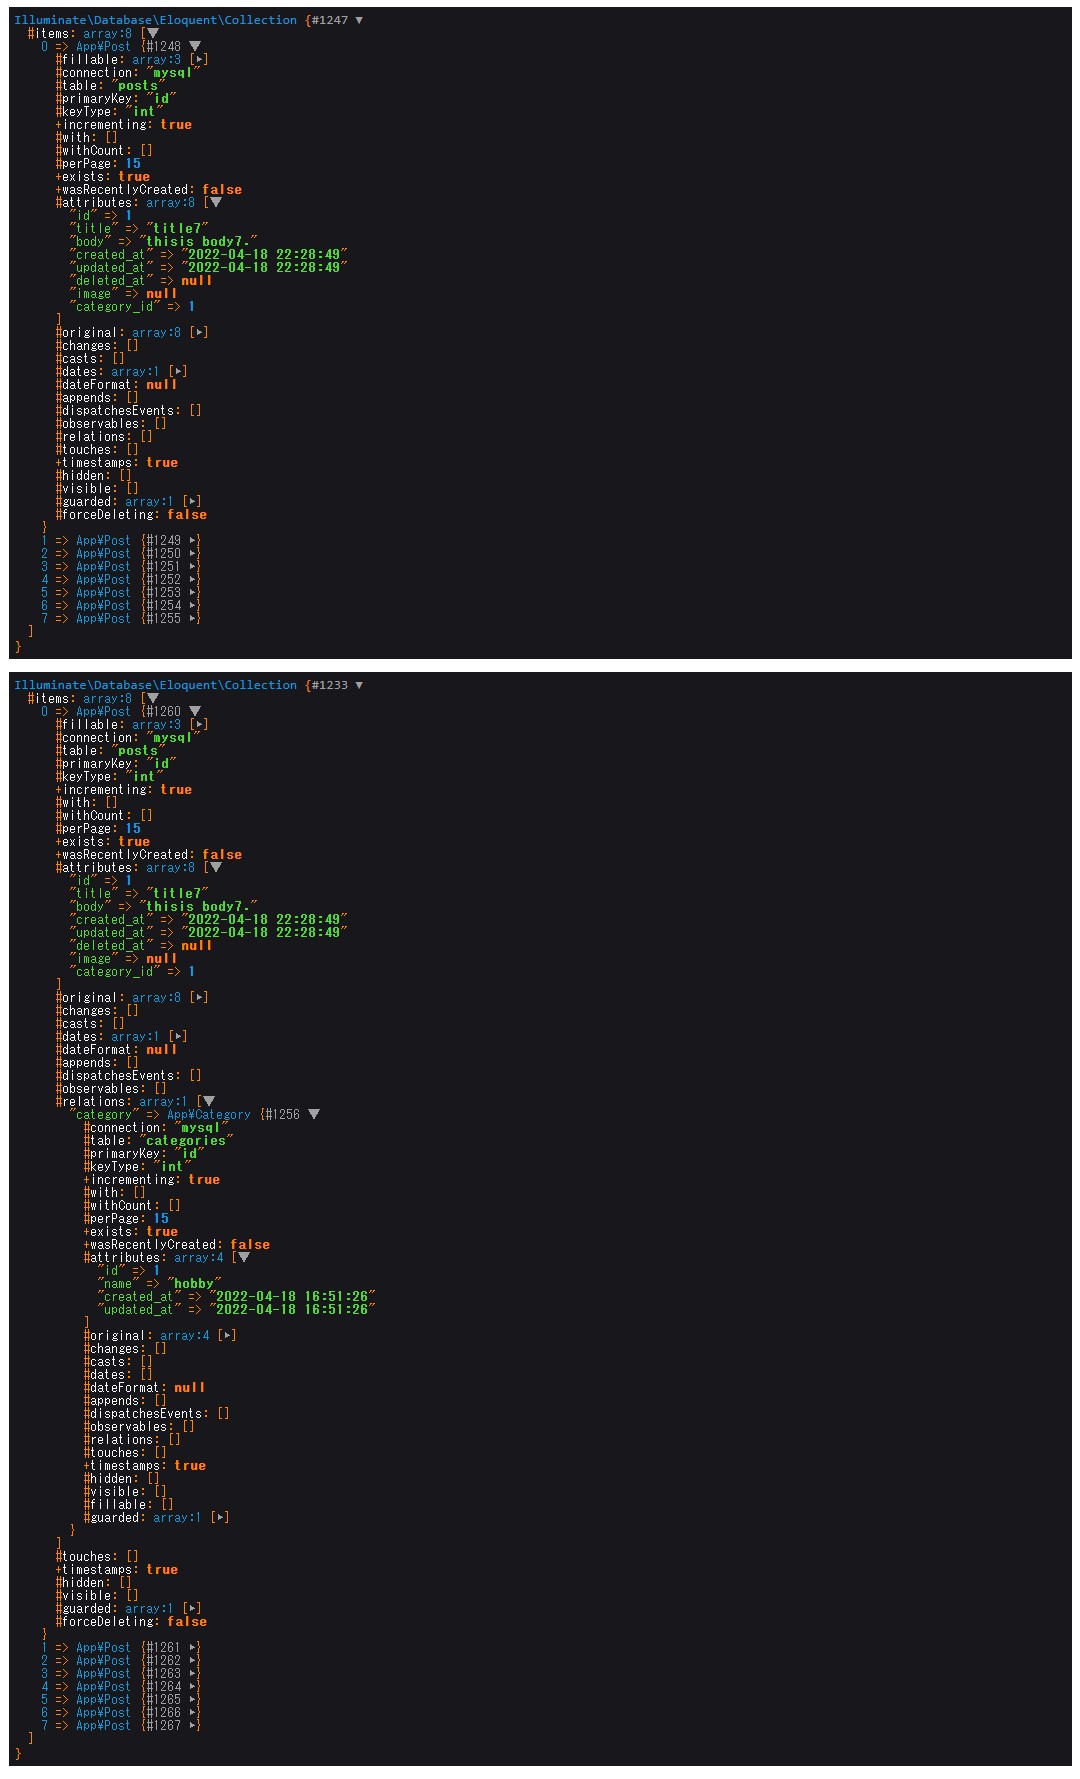 Illuminate\Database\Eloquent\Collection {#1247 ▼
#items: array:8 [▼
0 => App¥Post {#1248 ▼
#fillable: array:3 [▶]
#connection: "mysql"
#table: "posts"
#primaryKey: "id"
#keyType: "int"
+incrementing: true
#with: []
#withCount: []
#perPage: 15
+exists: true
+wasRecentlyCreated: false
#attributes: array:8 [▼
"id" => 1
"title" => "title7"
"body" => "thisis body7."
"created_at" => "2022-04-18 22:28:49"
"updated_at" => "2022-04-18 22:28:49"
"deleted_at" => null
"image" => null
"category_id" => 1
]
#original: array:8 [▶]
#changes: []
#casts: []
#dates: array:1 [▶]
#dateFormat: null
#appends: []
#dispatchesEvents: []
#observables: []
#relations: []
#touches: []
+timestamps: true
#hidden: []
#visible: []
#guarded: array:1 [▶]
#forceDeleting: false
}
1 => App¥Post {#1249 ▶}
2 => App¥Post {#1250 ▶}
3 => App¥Post {#1251 ▶}
4 => App¥Post {#1252 ▶}
5 => App¥Post {#1253 ▶}
6 => App¥Post {#1254 ▶}
7 => App¥Post {#1255 ▶}
]
}
Illuminate\Database\Eloquent\Collection {#1233 ▼
#items: array:8 [▼
0 => App¥Post {#1260 ▼
#fillable: array:3 [▶]
#connection: "mysql"
#table: "posts"
#primaryKey: "id"
#keyType: "int"
+incrementing: true
#with: []
#withCount: []
#perPage: 15
+exists: true
+wasRecentlyCreated: false
#attributes: array:8 [▼
"id" => 1
"title" => "title7"
"body" => "thisis body7."
"created_at" => "2022-04-18 22:28:49"
"updated_at" => "2022-04-18 22:28:49"
"deleted_at" => null
"image" => null
"category_id" => 1
]
#original: array:8 [▶]
#changes: []
#casts: []
#dates: array:1 [▶]
#dateFormat: null
#appends: []
#dispatchesEvents: []
#observables: []
#relations: array:1 [▼
"category" => App¥Category {#1256 ▼
#connection: "mysql"
#table: "categories"
#primaryKey: "id"
#keyType: "int"
+incrementing: true
#with: []
#withCount: []
#perPage: 15
+exists: true
+wasRecentlyCreated: false
#attributes: array:4 [▼
"id" => 1
"name" => "hobby"
"created_at" => "2022-04-18 16:51:26"
"updated_at" => "2022-04-18 16:51:26"
]
#original: array:4 [▶]
#changes: []
#casts: []
#dates: []
#dateFormat: null
#appends: []
#dispatchesEvents: []
#observables: []
#relations: []
#touches: []
+timestamps: true
#hidden: []
#visible: []
#fillable: []
#guarded: array:1 [▶]
}
]
#touches: []
+timestamps: true
#hidden: []
#visible: []
#guarded: array:1 [▶]
#forceDeleting: false
}
1 => App¥Post {#1261 ▶}
2 => App¥Post {#1262 ▶}
3 => App¥Post {#1263 ▶}
4 => App¥Post {#1264 ▶}
5 => App¥Post {#1265 ▶}
6 => App¥Post {#1266 ▶}
7 => App¥Post {#1267 ▶}
]
}